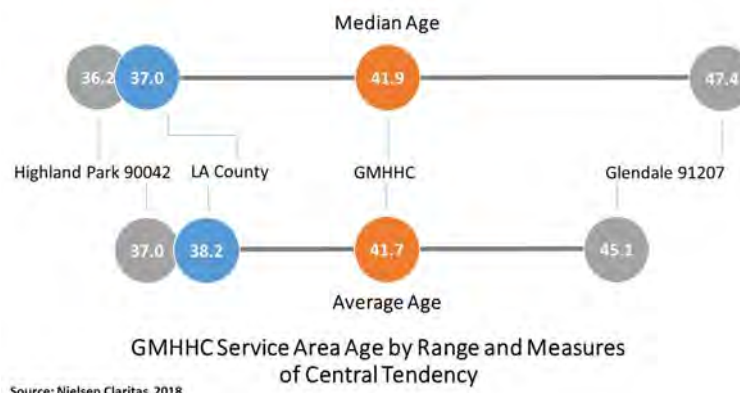 Median Age
36.2 37.0 41.9 47.4
Highland Park 90042 LA County GMHHC Glendale 91207
37.0 38.2 41.7 45.1
Average Age
GMHHC Service Area Age by Range and Measures
of Central Tendency
Source: Nielsen Claritas, 2018